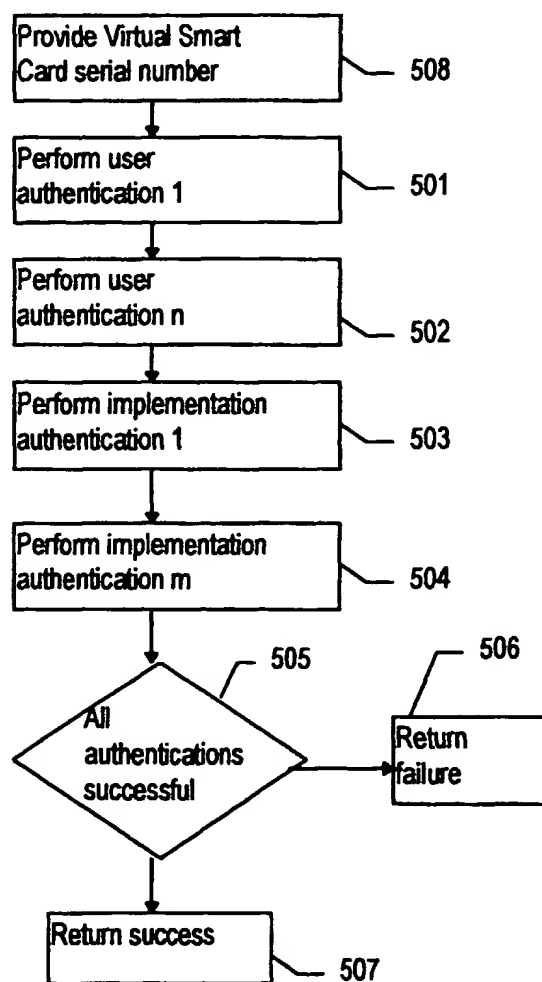 Provide Virtual Smart
Card serial number
508
Perform user
authentication 1
501
Perform user
authentication n
502
Perform implementation
authentication 1
503
Perform implementation
authentication m
504
505
506
All
authentications
successful
Return
failure
Return success
507